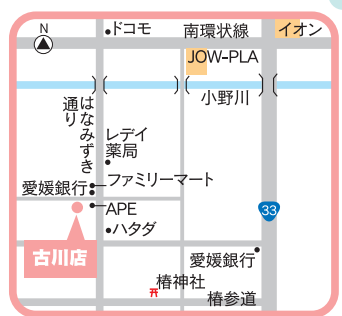 N
ドコモ
南環状線
イオン
JOW-PLA
小野川
はなみずき
通り
レデイ
薬局
ファミリーマート
愛媛銀行
APE
33
ハタダ
古川店
愛媛銀行
椿神社
椿参道